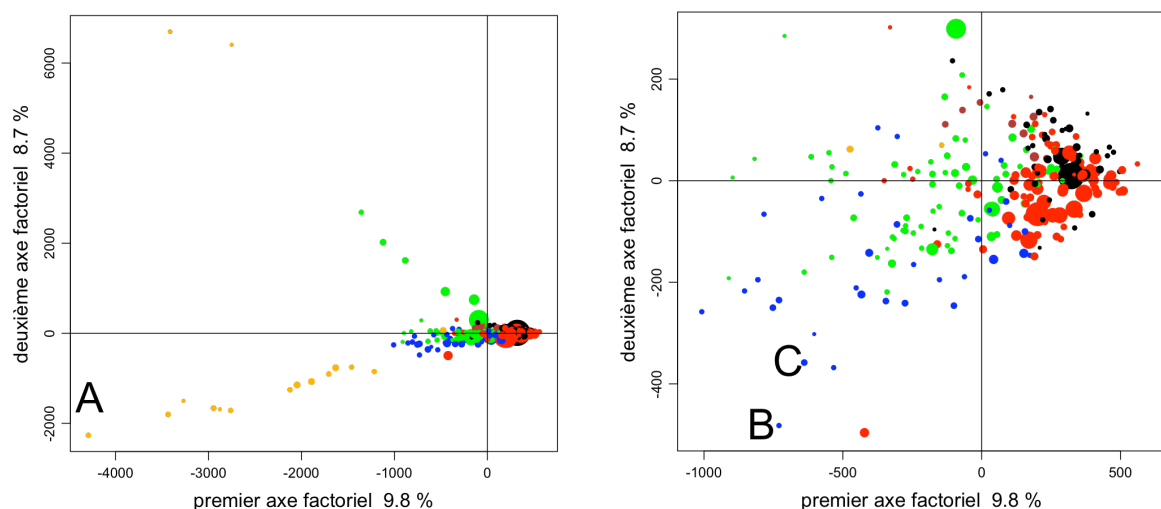 6000
4000
2000
0
-2000
deuxième axe factoriel 8.7 %
A
-4000 -3000 -2000 -1000 0
premier axe factoriel 9.8 %
200
0
-200
-400
deuxième axe factoriel 8.7 %
C
B
-1000 -500 0 500
premier axe factoriel 9.8 %